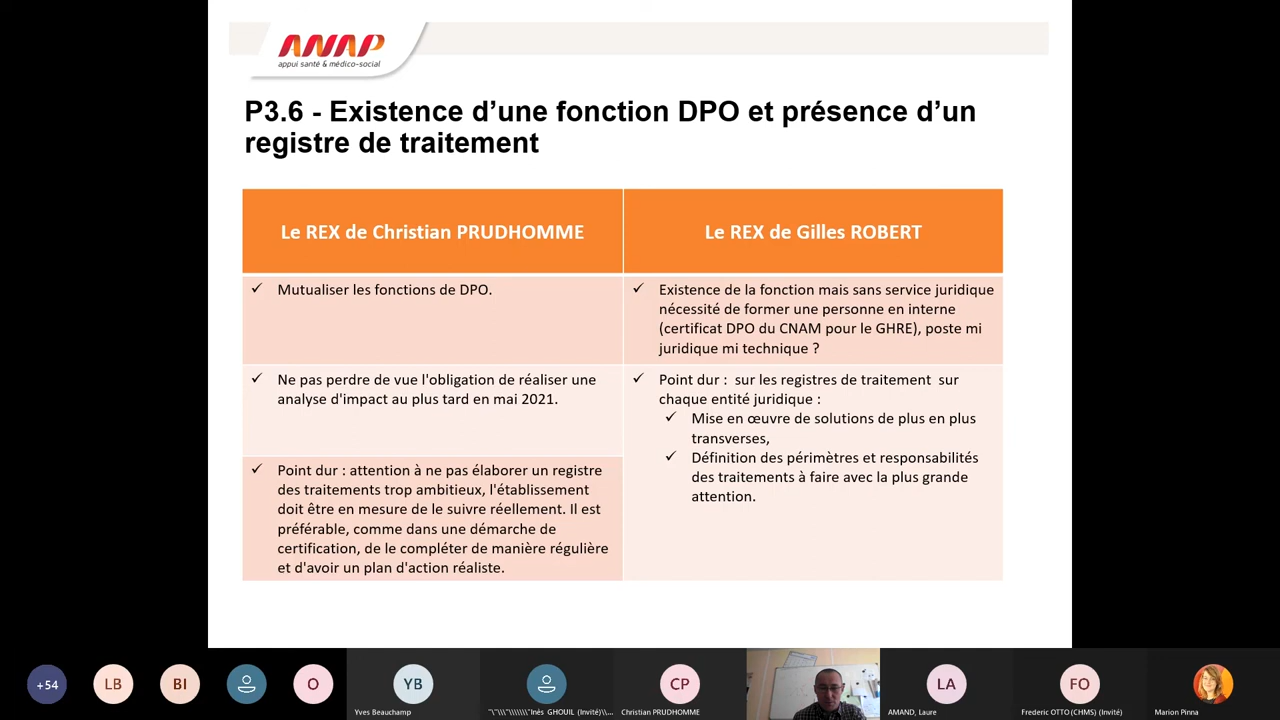 ANAP
appui santé & médico-social
P3.6 - Existence d’une fonction DPO et présence d’un
registre de traitement
Le REX de Christian PRUDHOMME
Le REX de Gilles ROBERT
✓ Mutualiser les fonctions de DPO.
✓ Existence de la fonction mais sans service juridique
nécessité de former une personne en interne
(certificat DPO du CNAM pour le GHRE), poste mi
juridique mi technique ?
✓ Ne pas perdre de vue l'obligation de réaliser une
analyse d'impact au plus tard en mai 2021.
✓ Point dur : sur les registres de traitement sur
chaque entité juridique :
✓ Mise en œuvre de solutions de plus en plus
transverses,
✓ Définition des périmètres et responsabilités
des traitements à faire avec la plus grande
attention.
✓ Point dur : attention à ne pas élaborer un registre
des traitements trop ambitieux, l'établissement
doit être en mesure de le suivre réellement. Il est
préférable, comme dans une démarche de
certification, de le compléter de manière régulière
et d'avoir un plan d'action réaliste.
+54
LB
BI
O
YB
Yves Beauchamp
"\"\\\"\\\\\\\"Inès GHOUIL (Invité)\\...
CP
Christian PRUDHOMME
LA
AMAND, Laure
FO
Frederic OTTO (CHMS) (Invité)
Marion Pinna